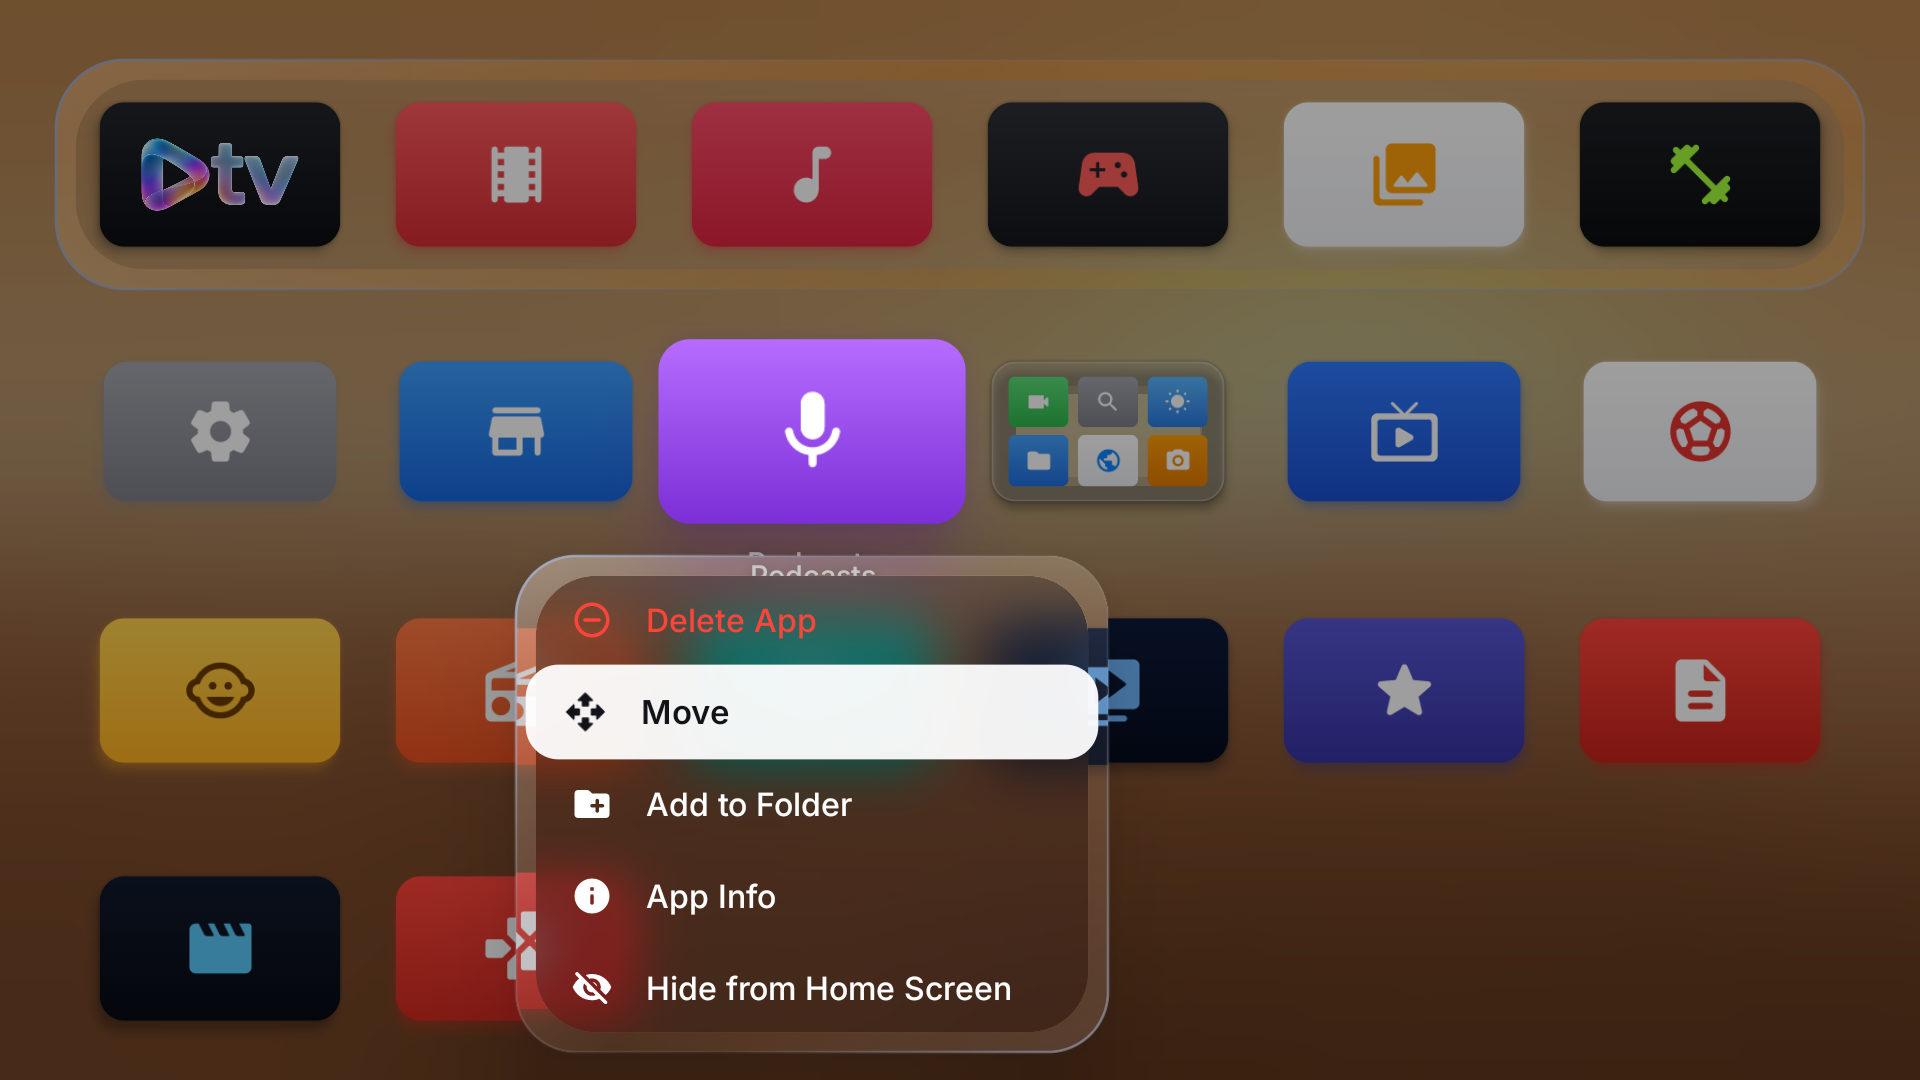 tv
Podcasts
Delete App
Move
Add to Folder
App Info
Hide from Home Screen